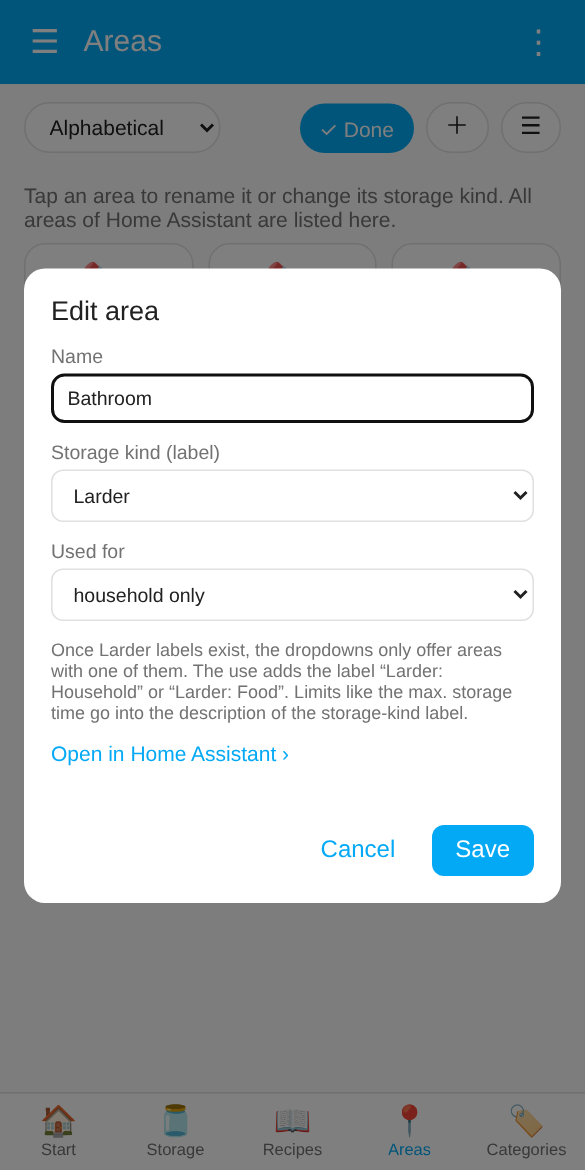 Areas
Alphabetical
Done
Tap an area to rename it or change its storage kind. All
areas of Home Assistant are listed here.
Edit area
Name
Bathroom
Storage kind (label)
Larder
Used for
household only
Once Larder labels exist, the dropdowns only offer areas
with one of them. The use adds the label “Larder:
Household” or “Larder: Food”. Limits like the max. storage
time go into the description of the storage-kind label.
Open in Home Assistant ›
Cancel
Save
Start
Storage
Recipes
Areas
Categories